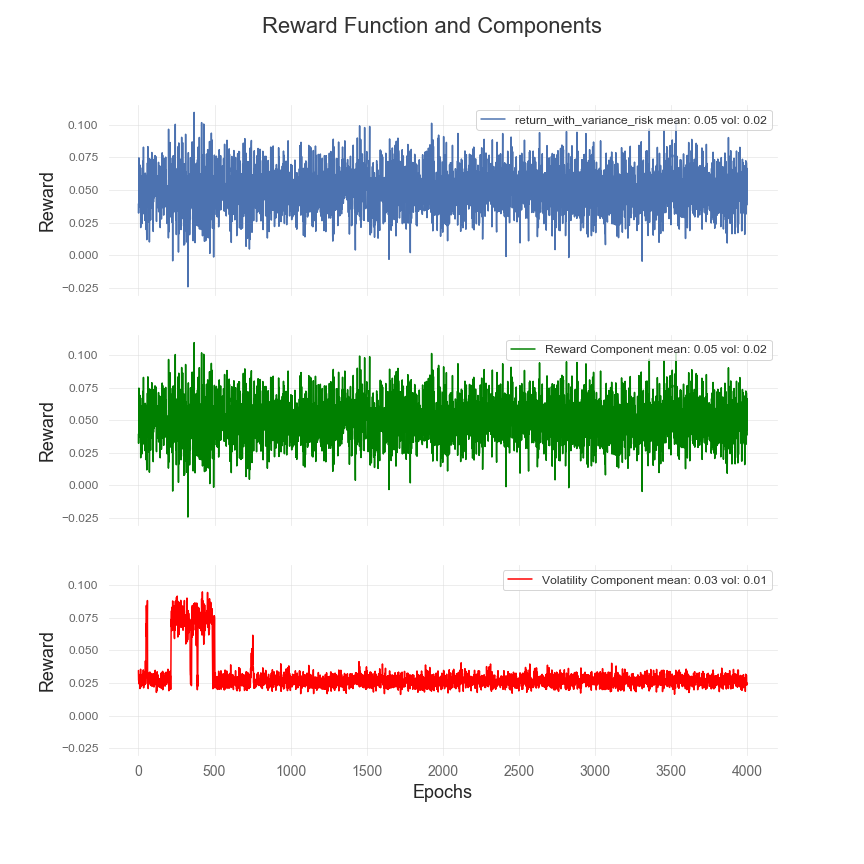 Reward Function and Components
return_with_variance_risk mean: 0.05 vol: 0.02
0.100
0.075
0.050
0.025
0.000
−0.025
Reward
Reward Component mean: 0.05 vol: 0.02
0.100
0.075
0.050
0.025
0.000
−0.025
Reward
Volatility Component mean: 0.03 vol: 0.01
0.100
0.075
0.050
0.025
0.000
−0.025
Reward
0 500 1000 1500 2000 2500 3000 3500 4000
Epochs